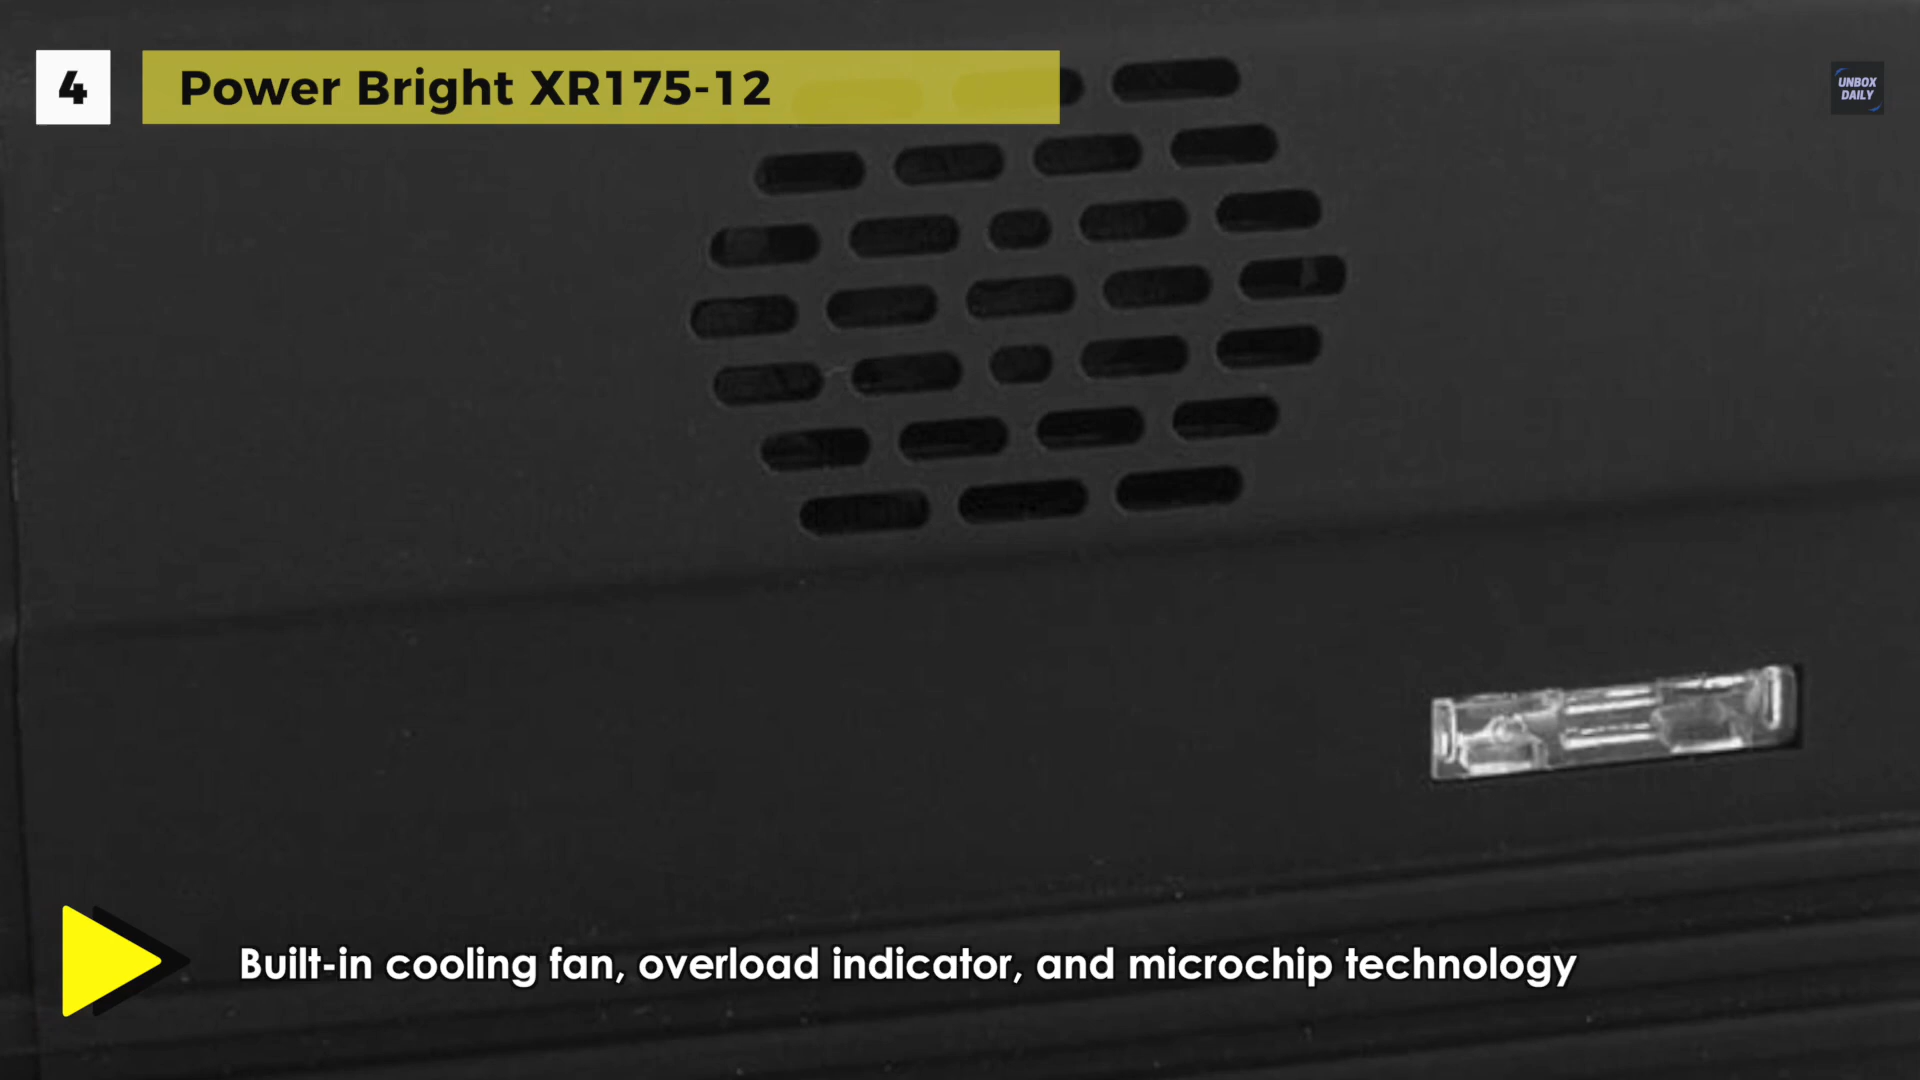 4
Power Bright XR175-12
UNBOX
DAILY
Built-in cooling fan, overload indicator, and microchip technology